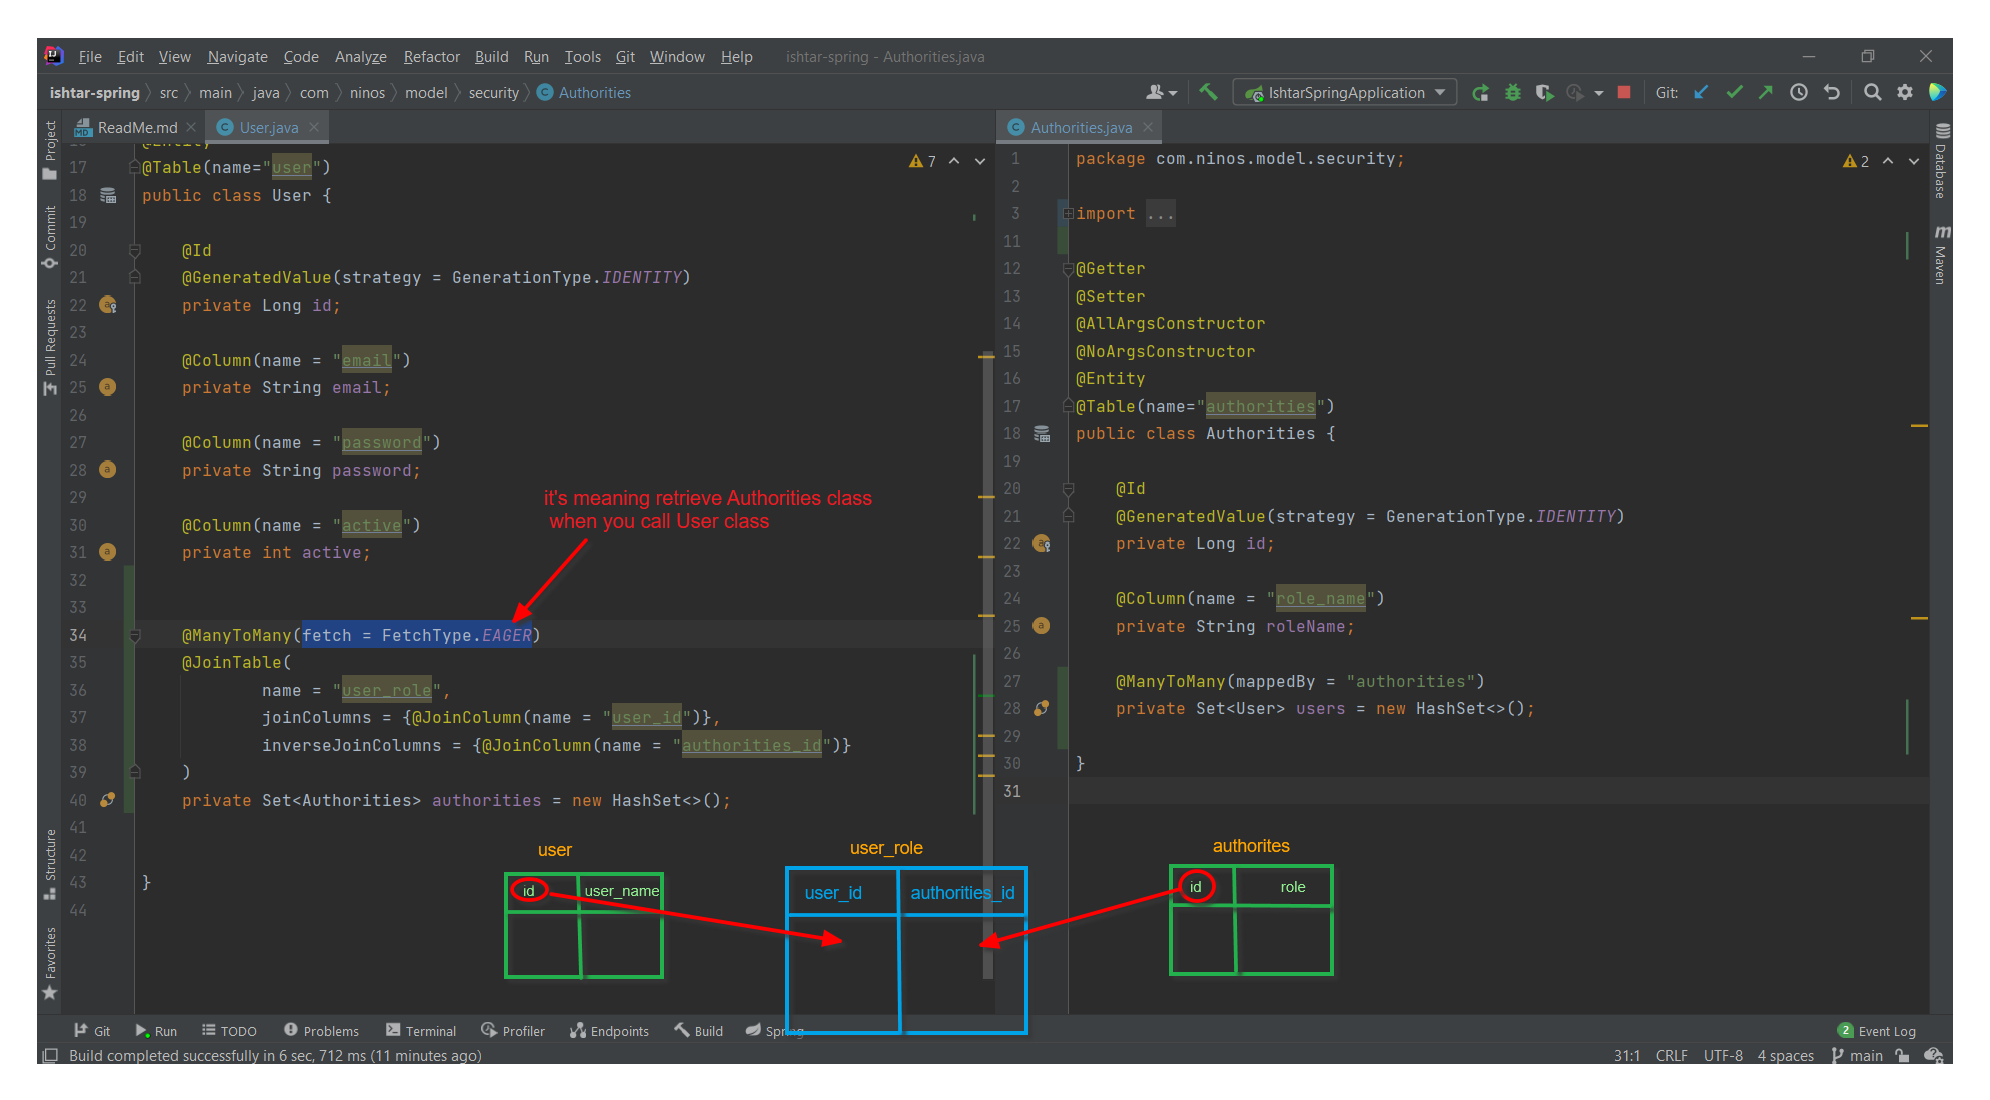 File Edit View Navigate Code Analyze Refactor Build Run Tools Git Window Help ishtar-spring - Authorities.java
ishtar-spring src main java com ninos model security Authorities IshtarSpringApplication Git:
ReadMe.md User.java
17 @Table(name="user")
18 public class User {
19
20 @Id
21 @GeneratedValue(strategy = GenerationType.IDENTITY)
22 private Long id;
23
24 @Column(name = "email")
25 private String email;
26
27 @Column(name = "password")
28 private String password;
29
30 @Column(name = "active")
31 private int active;
32
33
34 @ManyToMany(fetch = FetchType.EAGER)
35 @JoinTable(
36 name = "user_role",
37 joinColumns = {@JoinColumn(name = "user_id")},
38 inverseJoinColumns = {@JoinColumn(name = "authorities_id")}
39 )
40 private Set<Authorities> authorities = new HashSet<>();
41
42
43 }
44
7
it's meaning retrieve Authorities class
when you call User class
Authorities.java
1 package com.ninos.model.security;
2
3 import ...
11
12 @Getter
13 @Setter
14 @AllArgsConstructor
15 @NoArgsConstructor
16 @Entity
17 @Table(name="authorities")
18 public class Authorities {
19
20 @Id
21 @GeneratedValue(strategy = GenerationType.IDENTITY)
22 private Long id;
23
24 @Column(name = "role_name")
25 private String roleName;
26
27 @ManyToMany(mappedBy = "authorities")
28 private Set<User> users = new HashSet<>();
29
30 }
31
2
user
id user_name
user_role
user_id authorities_id
authorites
id role
Project
Commit
Pull Requests
Structure
Favorites
Database
Maven
Git Run TODO Problems Terminal Profiler Endpoints Build Spring 2 Event Log
Build completed successfully in 6 sec, 712 ms (11 minutes ago) 31:1 CRLF UTF-8 4 spaces main